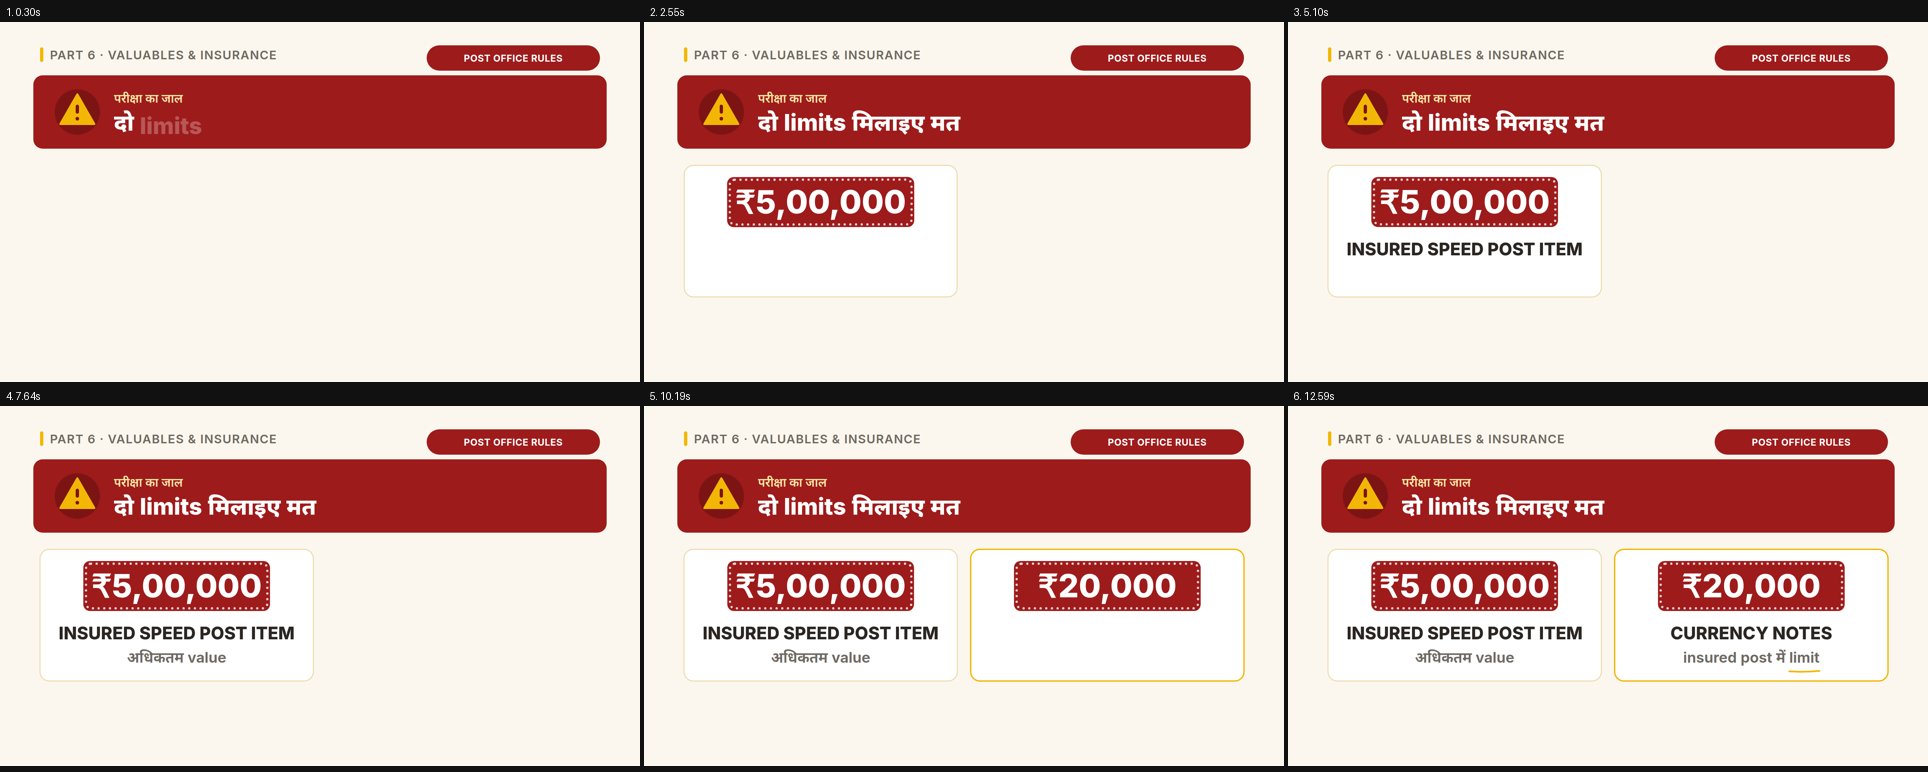 1. 0.30s
PART 6 · VALUABLES & INSURANCE
POST OFFICE RULES
परीक्षा का जाल
दो limits
2. 2.55s
PART 6 · VALUABLES & INSURANCE
POST OFFICE RULES
परीक्षा का जाल
दो limits मिलाइए मत
₹5,00,000
3. 5.10s
PART 6 · VALUABLES & INSURANCE
POST OFFICE RULES
परीक्षा का जाल
दो limits मिलाइए मत
₹5,00,000
INSURED SPEED POST ITEM
4. 7.64s
PART 6 · VALUABLES & INSURANCE
POST OFFICE RULES
परीक्षा का जाल
दो limits मिलाइए मत
₹5,00,000
INSURED SPEED POST ITEM
अधिकतम value
5. 10.19s
PART 6 · VALUABLES & INSURANCE
POST OFFICE RULES
परीक्षा का जाल
दो limits मिलाइए मत
₹5,00,000
INSURED SPEED POST ITEM
अधिकतम value
₹20,000
6. 12.59s
PART 6 · VALUABLES & INSURANCE
POST OFFICE RULES
परीक्षा का जाल
दो limits मिलाइए मत
₹5,00,000
INSURED SPEED POST ITEM
अधिकतम value
₹20,000
CURRENCY NOTES
insured post में limit